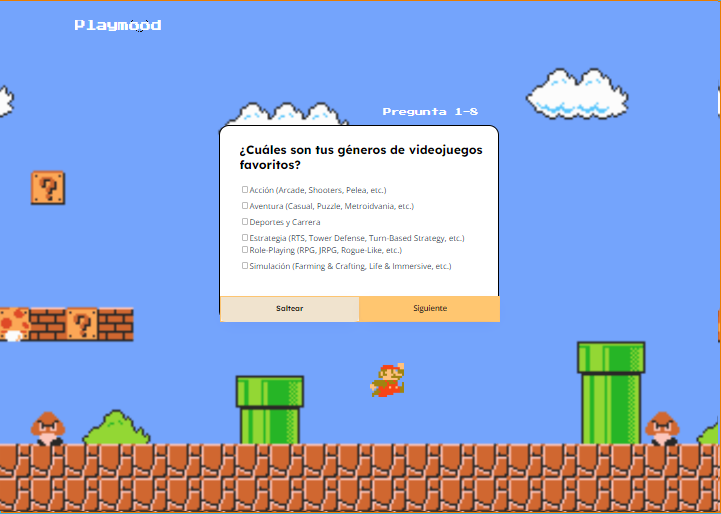 Playmood
Pregunta 1-8
¿Cuáles son tus géneros de videojuegos
favoritos?
Acción (Arcade, Shooters, Pelea, etc.)
Aventura (Casual, Puzzle, Metroidvania, etc.)
Deportes y Carrera
Estrategia (RTS, Tower Defense, Turn-Based Strategy, etc.)
Role-Playing (RPG, JRPG, Rogue-Like, etc.)
Simulación (Farming & Crafting, Life & Immersive, etc.)
Saltear
Siguiente
?
?